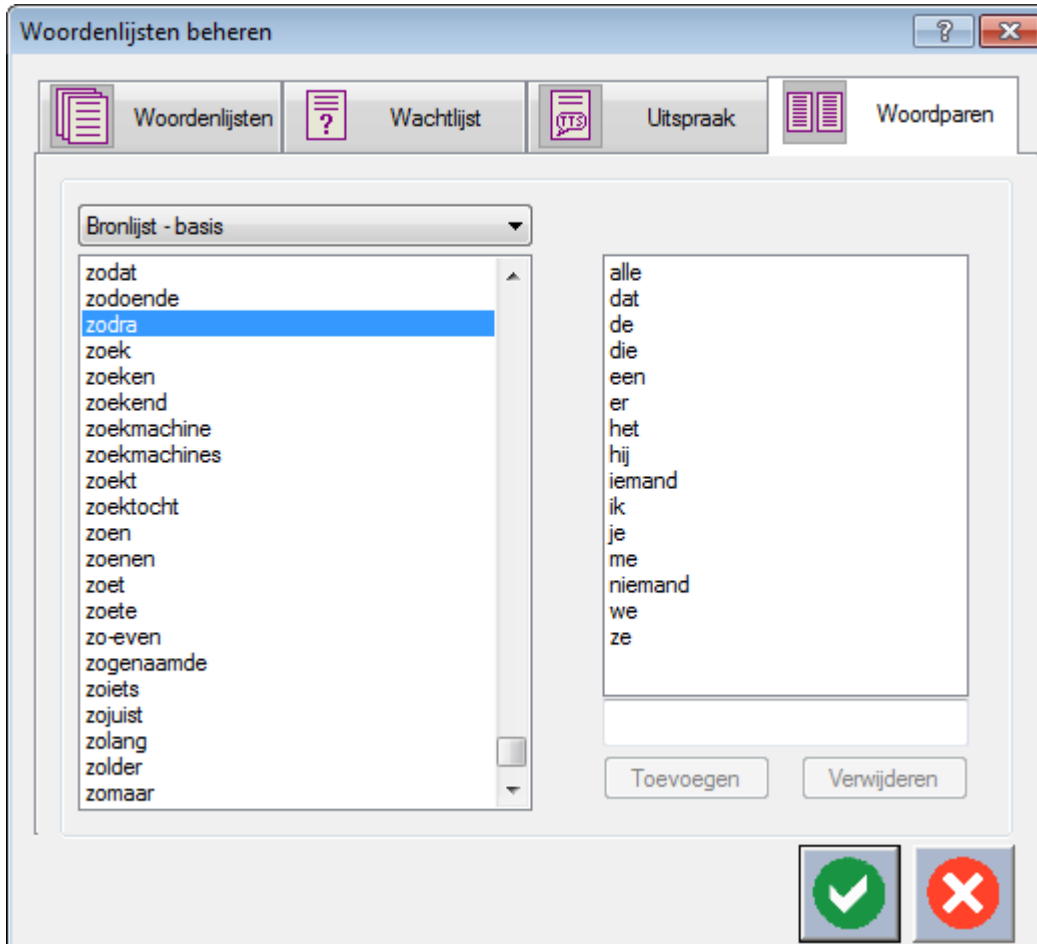 Woordenlijsten beheren
?
Woordenlijsten
? Wachtlijst
TTS Uitspraak
Woordparen
Bronlijst - basis
zodat
zodoende
zodra
zoek
zoeken
zoekend
zoekmachine
zoekmachines
zoekt
zoektocht
zoen
zoenen
zoet
zoete
zo-even
zogenaamde
zoiets
zojuist
zolang
zolder
zomaar
alle
dat
de
die
een
er
het
hij
iemand
ik
je
me
niemand
we
ze
Toevoegen
Verwijderen